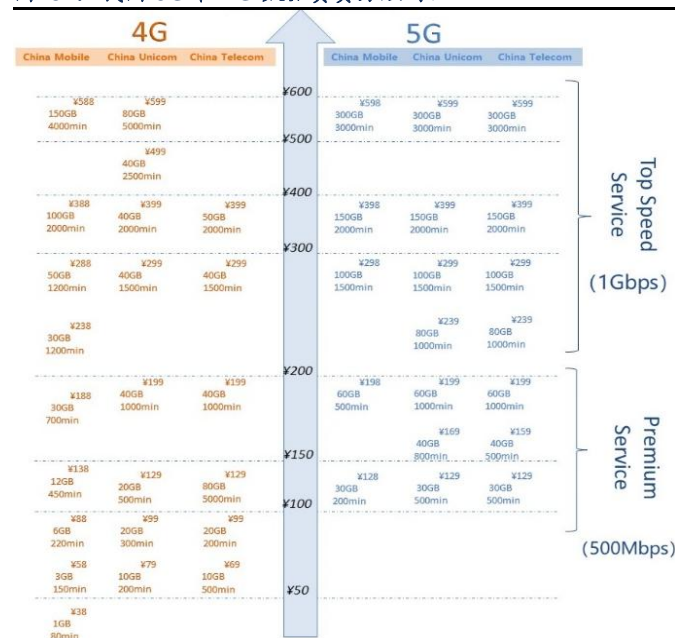 4G
5G
China Mobile China Unicom China Telecom
China Mobile China Unicom China Telecom
¥600
¥588 ¥599
150GB 80GB
4000min 5000min
¥598 ¥599 ¥599
300GB 300GB 300GB
3000min 3000min 3000min
¥500
¥499
40GB
2500min
¥400
¥388 ¥399 ¥399
100GB 40GB 50GB
2000min 2000min 2000min
¥398 ¥399 ¥399
150GB 150GB 150GB
2000min 2000min 2000min
¥300
¥288 ¥299 ¥299
50GB 40GB 40GB
1200min 1500min 1500min
¥298 ¥299 ¥299
100GB 100GB 100GB
1500min 1500min 1500min
¥238
30GB
1200min
¥239 ¥239
80GB 80GB
1000min 1000min
Top Speed
Service
(1Gbps)
¥200
¥188 ¥199 ¥199
30GB 40GB 40GB
700min 1000min 1000min
¥198 ¥199 ¥199
60GB 60GB 60GB
500min 1000min 1000min
¥169 ¥159
40GB 40GB
800min 500min
¥150
¥138 ¥129 ¥129
12GB 20GB 80GB
450min 500min 5000min
¥128 ¥129 ¥129
30GB 30GB 30GB
200min 500min 500min
Premium
Service
(500Mbps)
¥100
¥88 ¥99 ¥99
6GB 20GB 20GB
220min 300min 200min
¥58 ¥79 ¥69
3GB 10GB 10GB
150min 200min 500min
¥50
¥38
1GB
80min